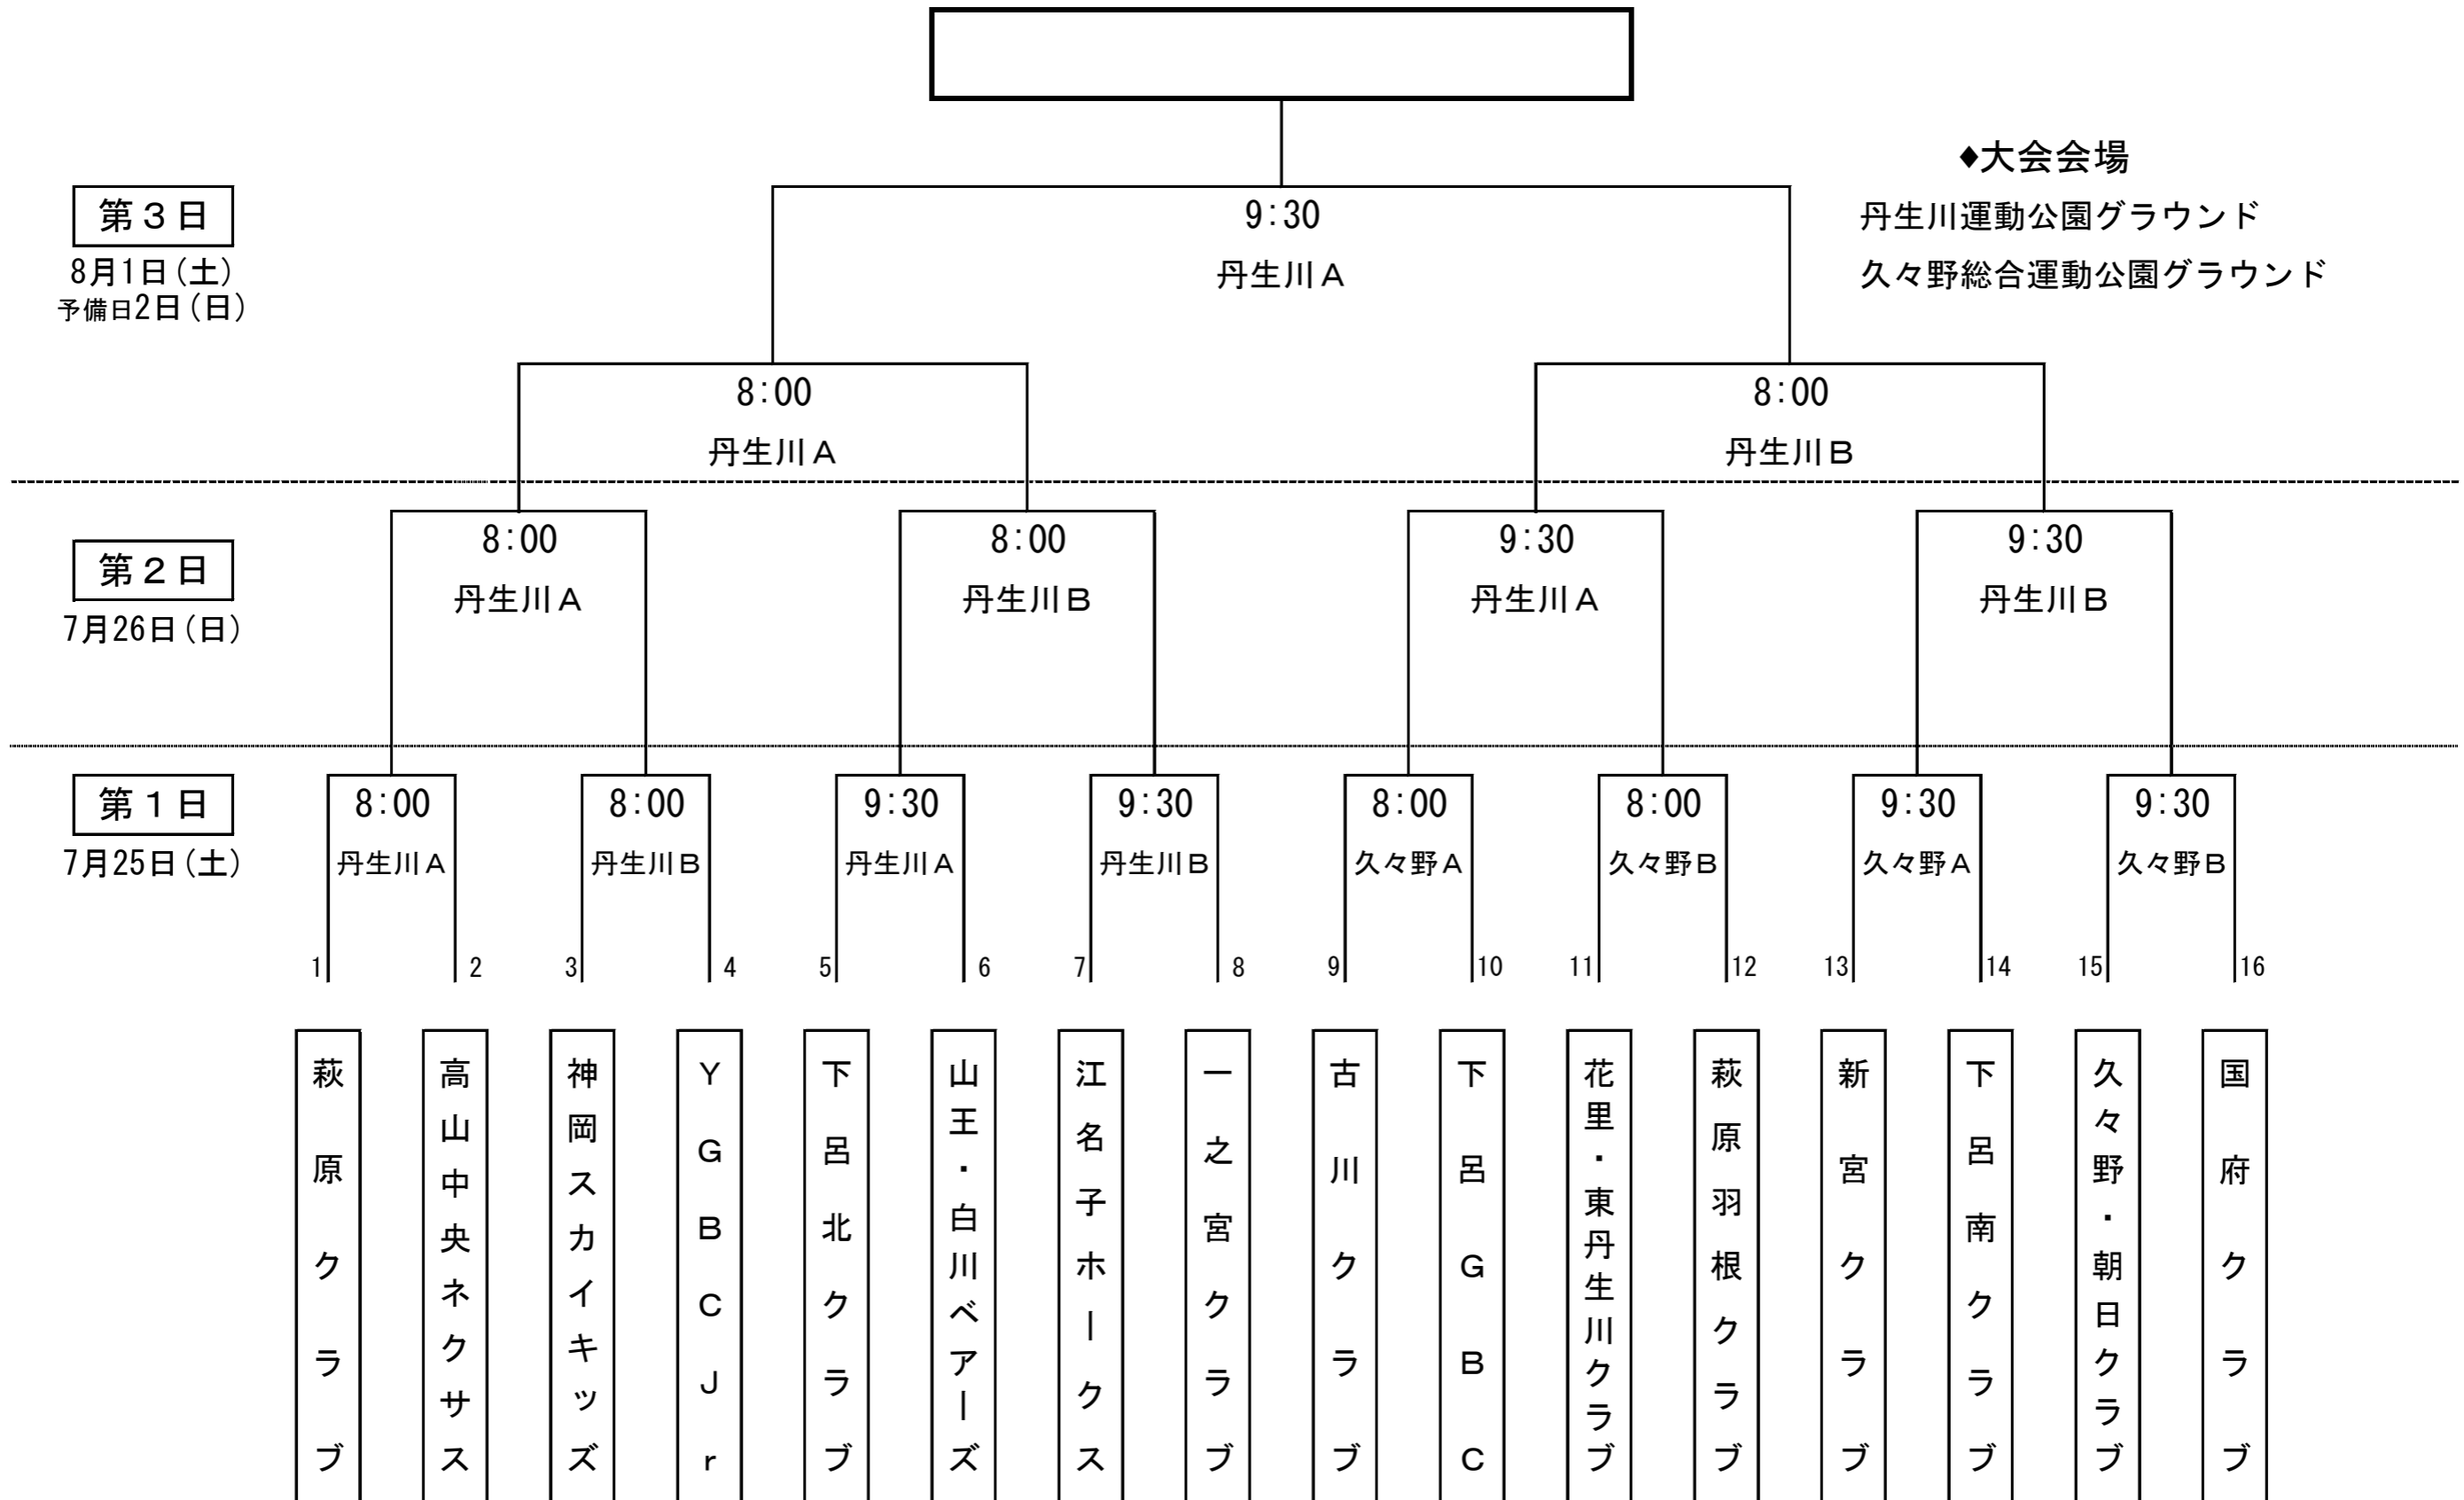 ◆大会会場
第３日
9:30
丹生川運動公園グラウンド
8月1日(土)
丹生川Ａ
久々野総合運動公園グラウンド
予備日2日(日)
8:00
8:00
丹生川Ａ
丹生川Ｂ
8:00
8:00
9:30
9:30
第２日
丹生川Ａ
丹生川Ｂ
丹生川Ａ
丹生川Ｂ
7月26日(日)
第１日
8:00
8:00
9:30
9:30
8:00
8:00
9:30
9:30
7月25日(土)
丹生川Ａ
丹生川Ｂ
丹生川Ａ
丹生川Ｂ
久々野Ａ
久々野Ｂ
久々野Ａ
久々野Ｂ
1
2
3
4
5
6
7
8
9
10
11
12
13
14
15
16
萩原クラブ
高山中央ネクサス
神岡スカイキッズ
ＹＧＢＣＪｒ
下呂北クラブ
山王・白川ベアーズ
江名子ホークス
一之宮クラブ
古川クラブ
下呂ＧＢＣ
花里・東丹生川クラブ
萩原羽根クラブ
新宮クラブ
下呂南クラブ
久々野・朝日クラブ
国府クラブ